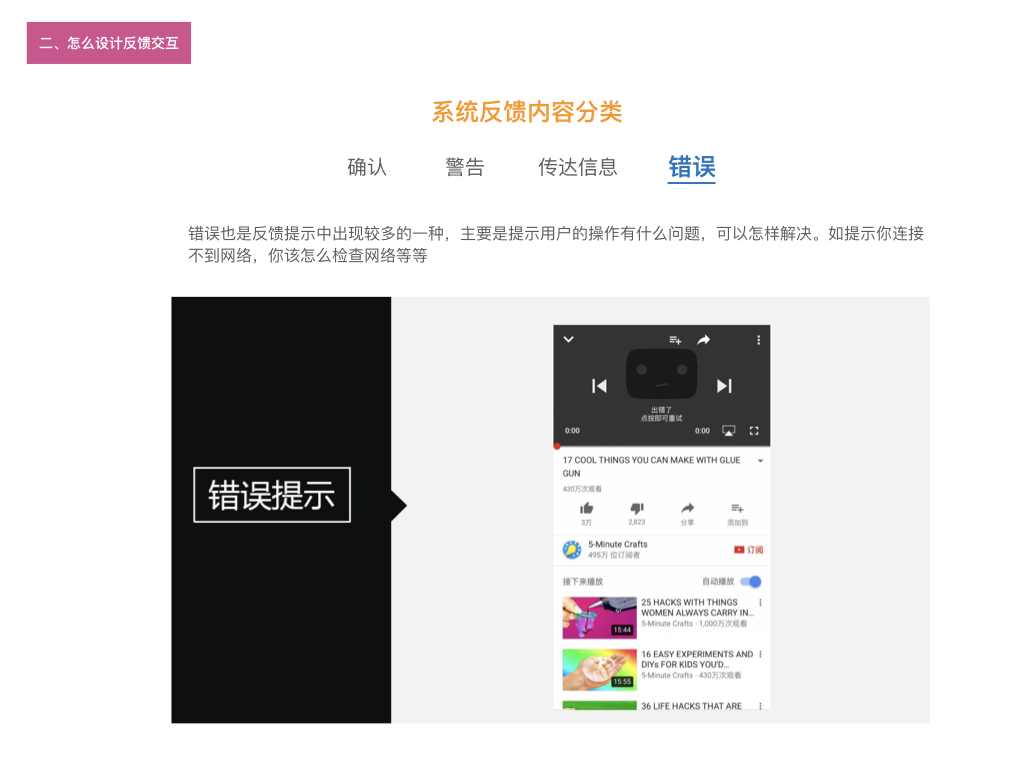 二、怎么设计反馈交互
系统反馈内容分类
确认 警告 传达信息 错误
错误也是反馈提示中出现较多的一种，主要是提示用户的操作有什么问题，可以怎样解决。如提示你连接
不到网络，你该怎么检查网络等等
错误提示
出错了
点按即可重试
0:00 0:00
17 COOL THINGS YOU CAN MAKE WITH GLUE
GUN
430万次观看
3万 2,823 分享 添加到
5-Minute Crafts
495万 位订阅者
订阅
接下来播放 自动播放
25 HACKS WITH THINGS
WOMEN ALWAYS CARRY IN...
5-Minute Crafts · 1,000万次观看
15:44
16 EASY EXPERIMENTS AND
DIYs FOR KIDS YOU'D...
5-Minute Crafts · 430万次观看
15:55
36 LIFE HACKS THAT ARE